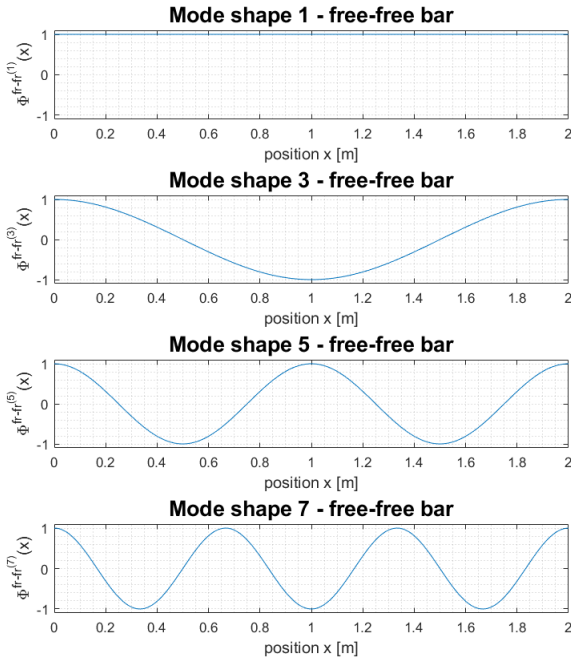 Mode shape 1 - free-free bar
Φ^fr-fr^(1)(x)
1
0
-1
0 0.2 0.4 0.6 0.8 1 1.2 1.4 1.6 1.8 2
position x [m]
Mode shape 3 - free-free bar
Φ^fr-fr^(3)(x)
1
0
-1
0 0.2 0.4 0.6 0.8 1 1.2 1.4 1.6 1.8 2
position x [m]
Mode shape 5 - free-free bar
Φ^fr-fr^(5)(x)
1
0
-1
0 0.2 0.4 0.6 0.8 1 1.2 1.4 1.6 1.8 2
position x [m]
Mode shape 7 - free-free bar
Φ^fr-fr^(7)(x)
1
0
-1
0 0.2 0.4 0.6 0.8 1 1.2 1.4 1.6 1.8 2
position x [m]